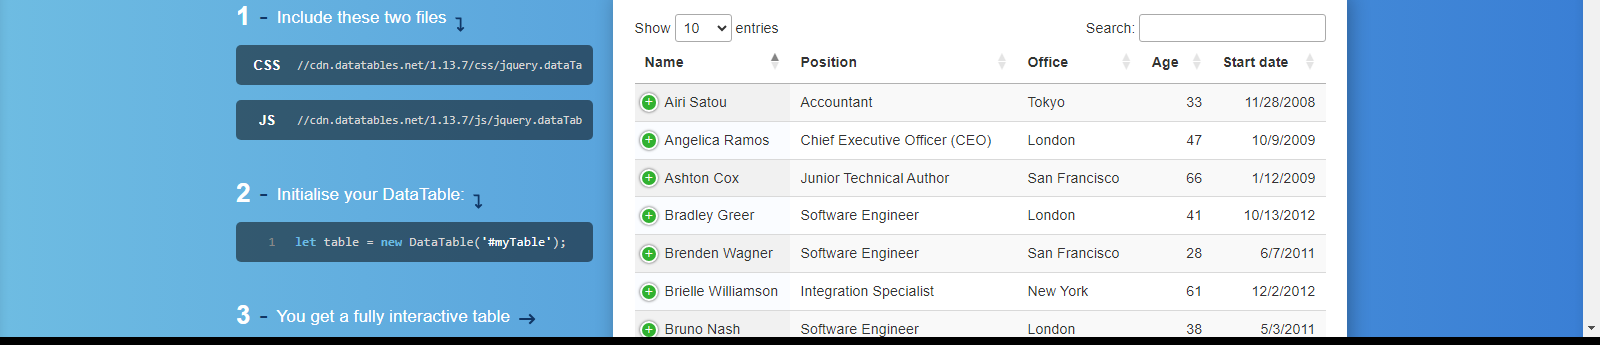 1 - Include these two files
CSS //cdn.datatables.net/1.13.7/css/jquery.dataTa
JS //cdn.datatables.net/1.13.7/js/jquery.dataTab
2 - Initialise your DataTable:
1 let table = new DataTable('#myTable');
3 - You get a fully interactive table
Show 10 entries Search:
Name Position Office Age Start date
Airi Satou Accountant Tokyo 33 11/28/2008
Angelica Ramos Chief Executive Officer (CEO) London 47 10/9/2009
Ashton Cox Junior Technical Author San Francisco 66 1/12/2009
Bradley Greer Software Engineer London 41 10/13/2012
Brenden Wagner Software Engineer San Francisco 28 6/7/2011
Brielle Williamson Integration Specialist New York 61 12/2/2012
Bruno Nash Software Engineer London 38 5/3/2011